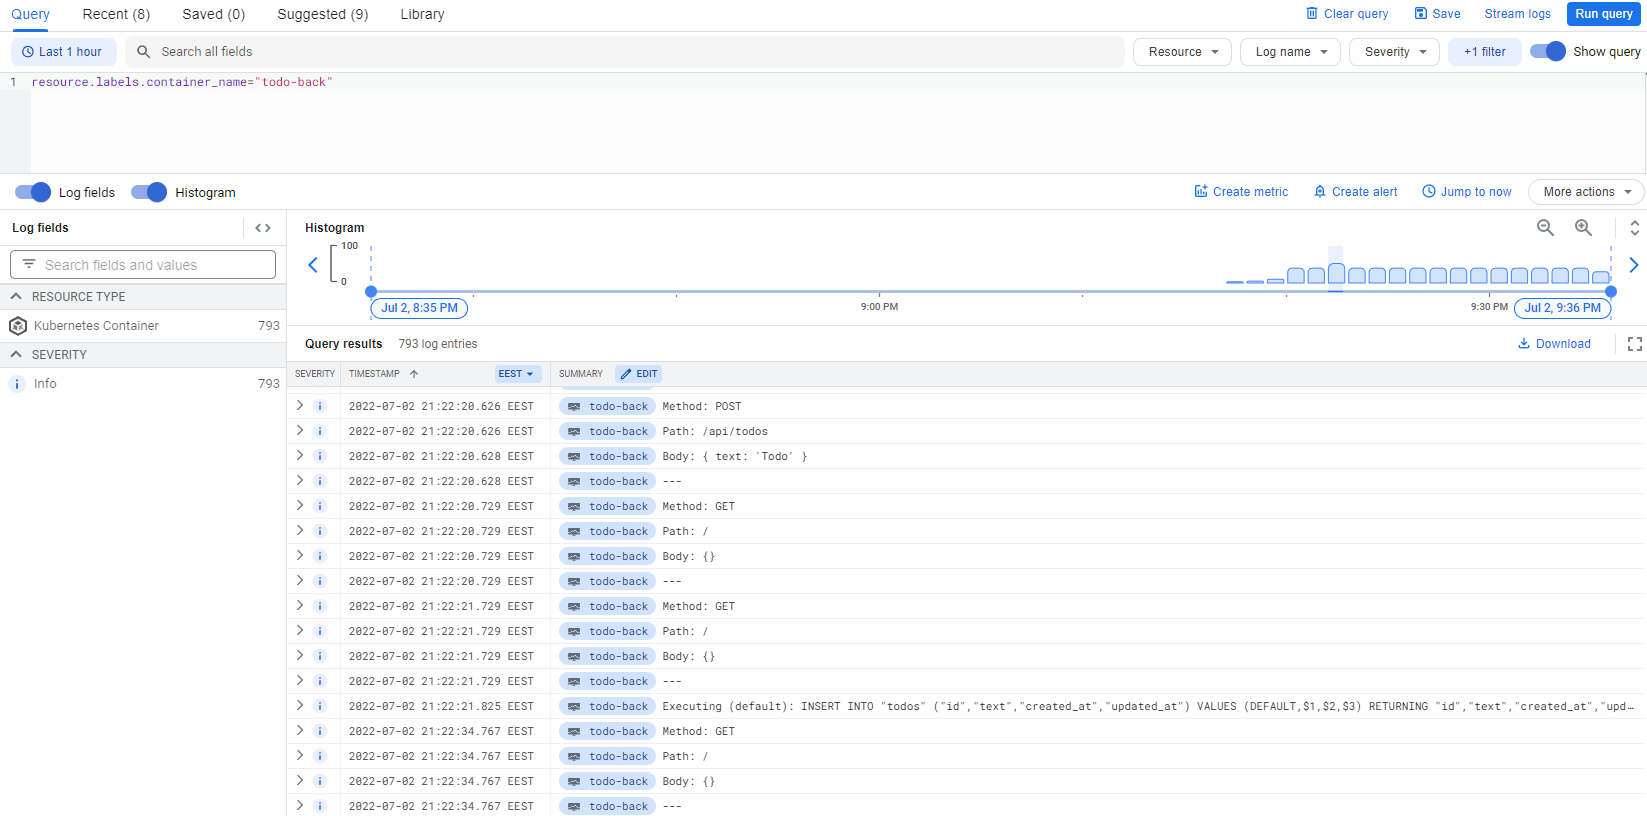 Query Recent (8) Saved (0) Suggested (9) Library Clear query Save Stream logs Run query
Last 1 hour Search all fields Resource Log name Severity +1 filter Show query
1 resource.labels.container_name="todo-back"
Log fields Histogram Create metric Create alert Jump to now More actions
Log fields <> Histogram
100
Search fields and values
0
RESOURCE TYPE
Kubernetes Container 793
SEVERITY
Info 793
Jul 2, 8:35 PM 9:00 PM 9:30 PM Jul 2, 9:36 PM
Query results 793 log entries Download
SEVERITY TIMESTAMP EEST SUMMARY EDIT
2022-07-02 21:22:20.626 EEST todo-back Method: POST
2022-07-02 21:22:20.626 EEST todo-back Path: /api/todos
2022-07-02 21:22:20.628 EEST todo-back Body: { text: 'Todo' }
2022-07-02 21:22:20.628 EEST todo-back ---
2022-07-02 21:22:20.729 EEST todo-back Method: GET
2022-07-02 21:22:20.729 EEST todo-back Path: /
2022-07-02 21:22:20.729 EEST todo-back Body: {}
2022-07-02 21:22:20.729 EEST todo-back ---
2022-07-02 21:22:21.729 EEST todo-back Method: GET
2022-07-02 21:22:21.729 EEST todo-back Path: /
2022-07-02 21:22:21.729 EEST todo-back Body: {}
2022-07-02 21:22:21.729 EEST todo-back ---
2022-07-02 21:22:21.825 EEST todo-back Executing (default): INSERT INTO "todos" ("id","text","created_at","updated_at") VALUES (DEFAULT,$1,$2,$3) RETURNING "id","text","created_at","upd…
2022-07-02 21:22:34.767 EEST todo-back Method: GET
2022-07-02 21:22:34.767 EEST todo-back Path: /
2022-07-02 21:22:34.767 EEST todo-back Body: {}
2022-07-02 21:22:34.767 EEST todo-back ---